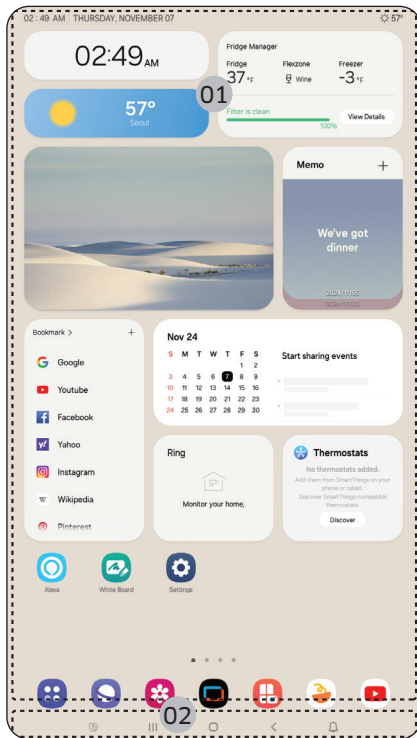 02 : 49 AM THURSDAY, NOVEMBER 07 57°
02:49 AM
57°
Seoul
01
Fridge Manager
Fridge Flexzone Freezer
37 °F Wine -3 °F
Filter is clean
100%
View Details
Memo +
We've got
dinner
2024/11/06
Bookmark > +
Google
Youtube
Facebook
Yahoo
Instagram
Wikipedia
Pinterest
Nov 24
S M T W T F S
1 2
3 4 5 6 7 8 9
10 11 12 13 14 15 16
17 18 19 20 21 22 23
24 25 26 27 28 29 30
Start sharing events
Ring
Monitor your home,
Thermostats
No thermostats added.
Add them from SmartThings on your
phone or tablet.
Discover SmartThings-compatible
thermostats.
Discover
Alexa White Board Settings
02